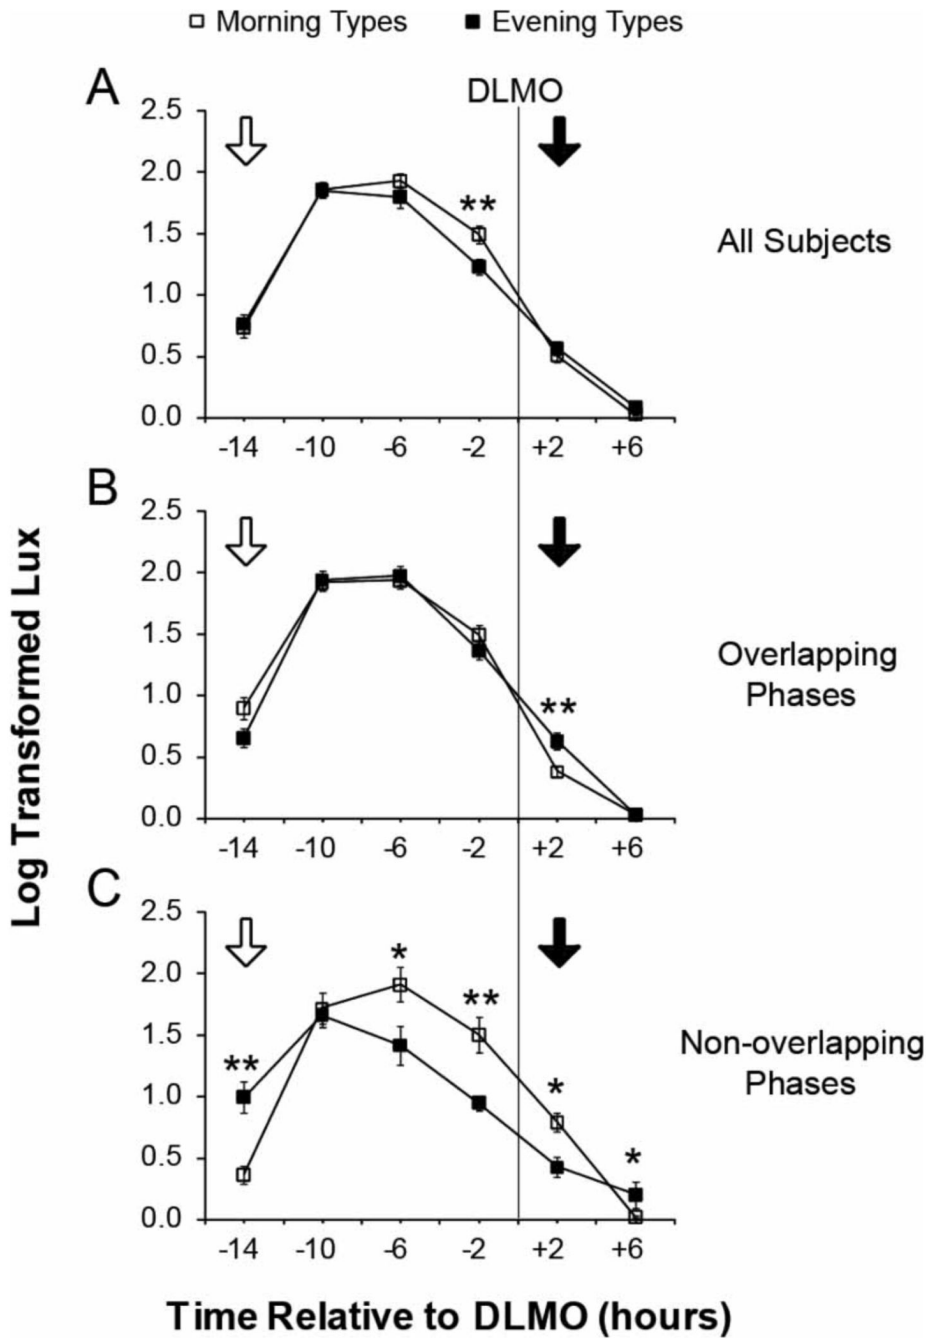 Morning Types Evening Types
A
DLMO
2.5
2.0
1.5
1.0
0.5
0.0
**
All Subjects
-14 -10 -6 -2 +2 +6
B
2.5
2.0
1.5
1.0
0.5
0.0
**
Overlapping
Phases
-14 -10 -6 -2 +2 +6
C
2.5
2.0
1.5
1.0
0.5
0.0
** * ** * *
Non-overlapping
Phases
-14 -10 -6 -2 +2 +6
Log Transformed Lux
Time Relative to DLMO (hours)